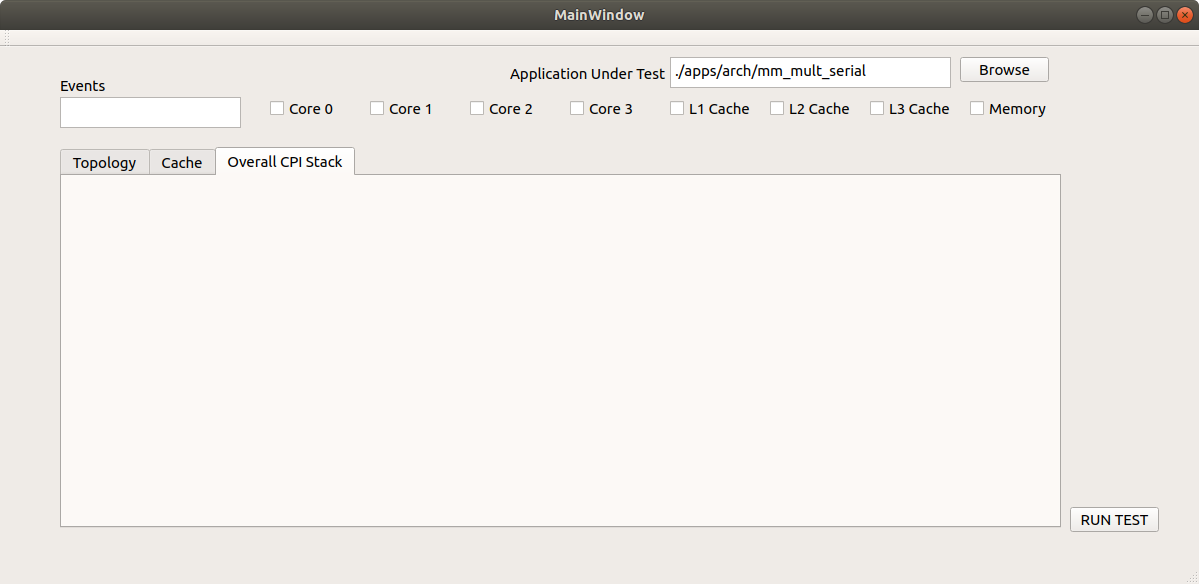 MainWindow
Application Under Test ./apps/arch/mm_mult_serial Browse
Events
Core 0 Core 1 Core 2 Core 3 L1 Cache L2 Cache L3 Cache Memory
Topology Cache Overall CPI Stack
RUN TEST